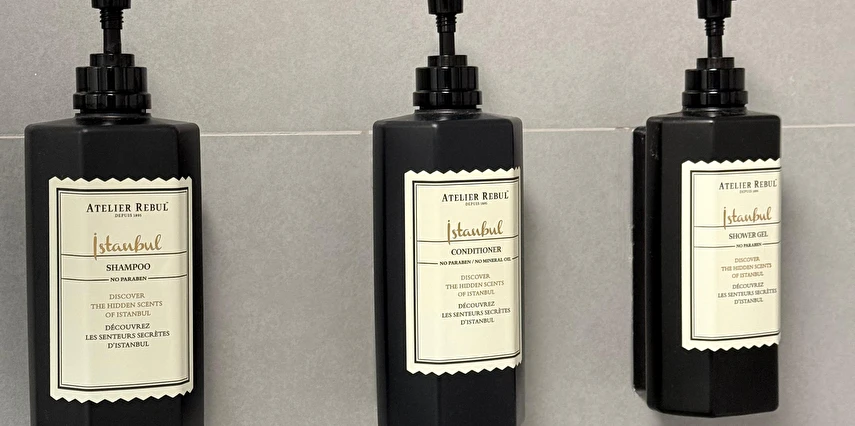 ATELIER REBUL
DEPUIS 1895
İstanbul
SHAMPOO
NO PARABEN
DISCOVER
THE HIDDEN SCENTS
OF ISTANBUL
DÉCOUVREZ
LES SENTEURS SECRÈTES
D'ISTANBUL
ATELIER REBUL
DEPUIS 1895
İstanbul
CONDITIONER
NO PARABEN / NO MINERAL OIL
DISCOVER
THE HIDDEN SCENTS
OF ISTANBUL
DÉCOUVREZ
LES SENTEURS SECRÈTES
D'ISTANBUL
ATELIER REBUL
DEPUIS 1895
İstanbul
SHOWER GEL
NO PARABEN
DISCOVER
THE HIDDEN SCENTS
OF ISTANBUL
DÉCOUVREZ
LES SENTEURS SECRÈTES
D'ISTANBUL